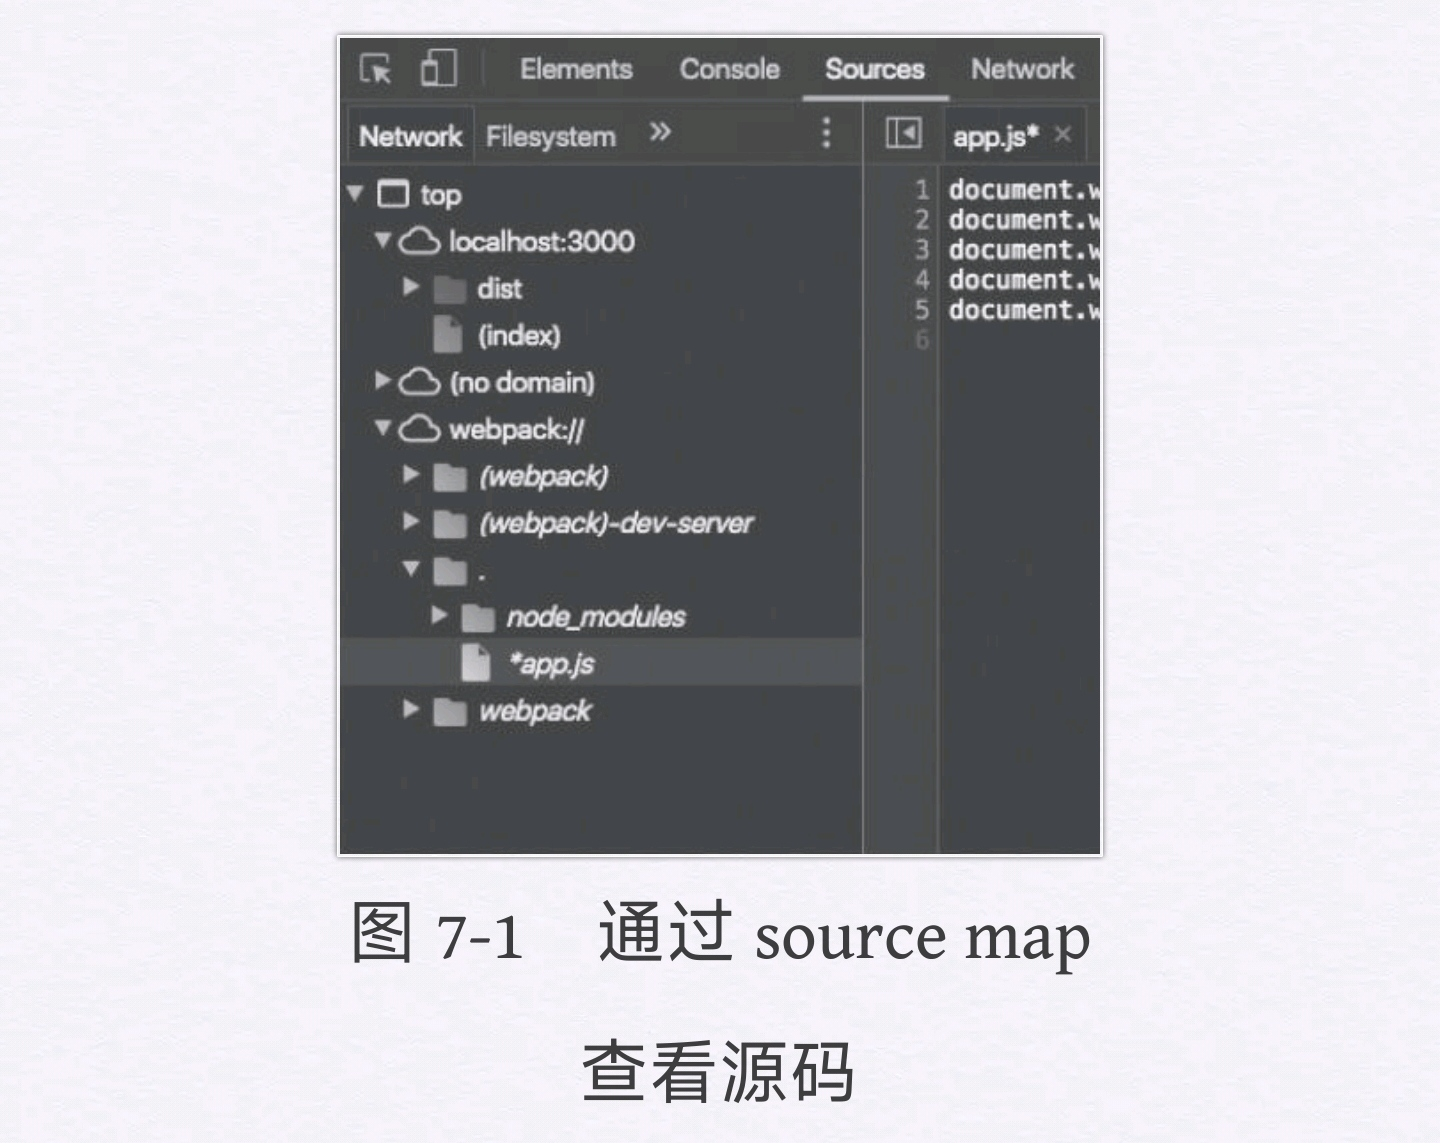 Elements Console Sources Network
Network Filesystem » app.js* ×
top
localhost:3000
dist
(index)
(no domain)
webpack://
(webpack)
(webpack)-dev-server
.
node_modules
*app.js
webpack
1 document.w
2 document.w
3 document.w
4 document.w
5 document.w
6
图 7-1 通过 source map
查看源码